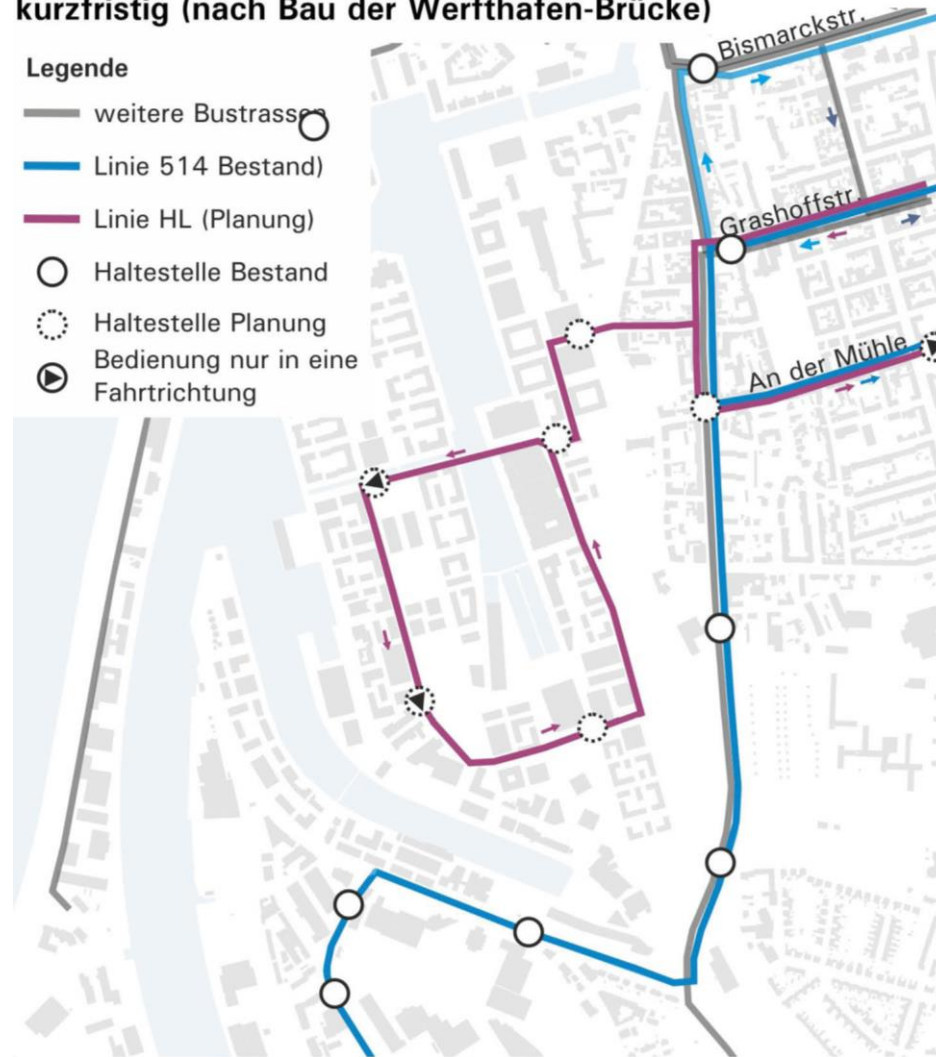 kurzfristig (nach Bau der Werfthafen-Brücke)
Legende
weitere Bustrassen
Linie 514 Bestand)
Linie HL (Planung)
Haltestelle Bestand
Haltestelle Planung
Bedienung nur in eine
Fahrtrichtung
Bismarckstr.
Grashoffstr.
An der Mühle